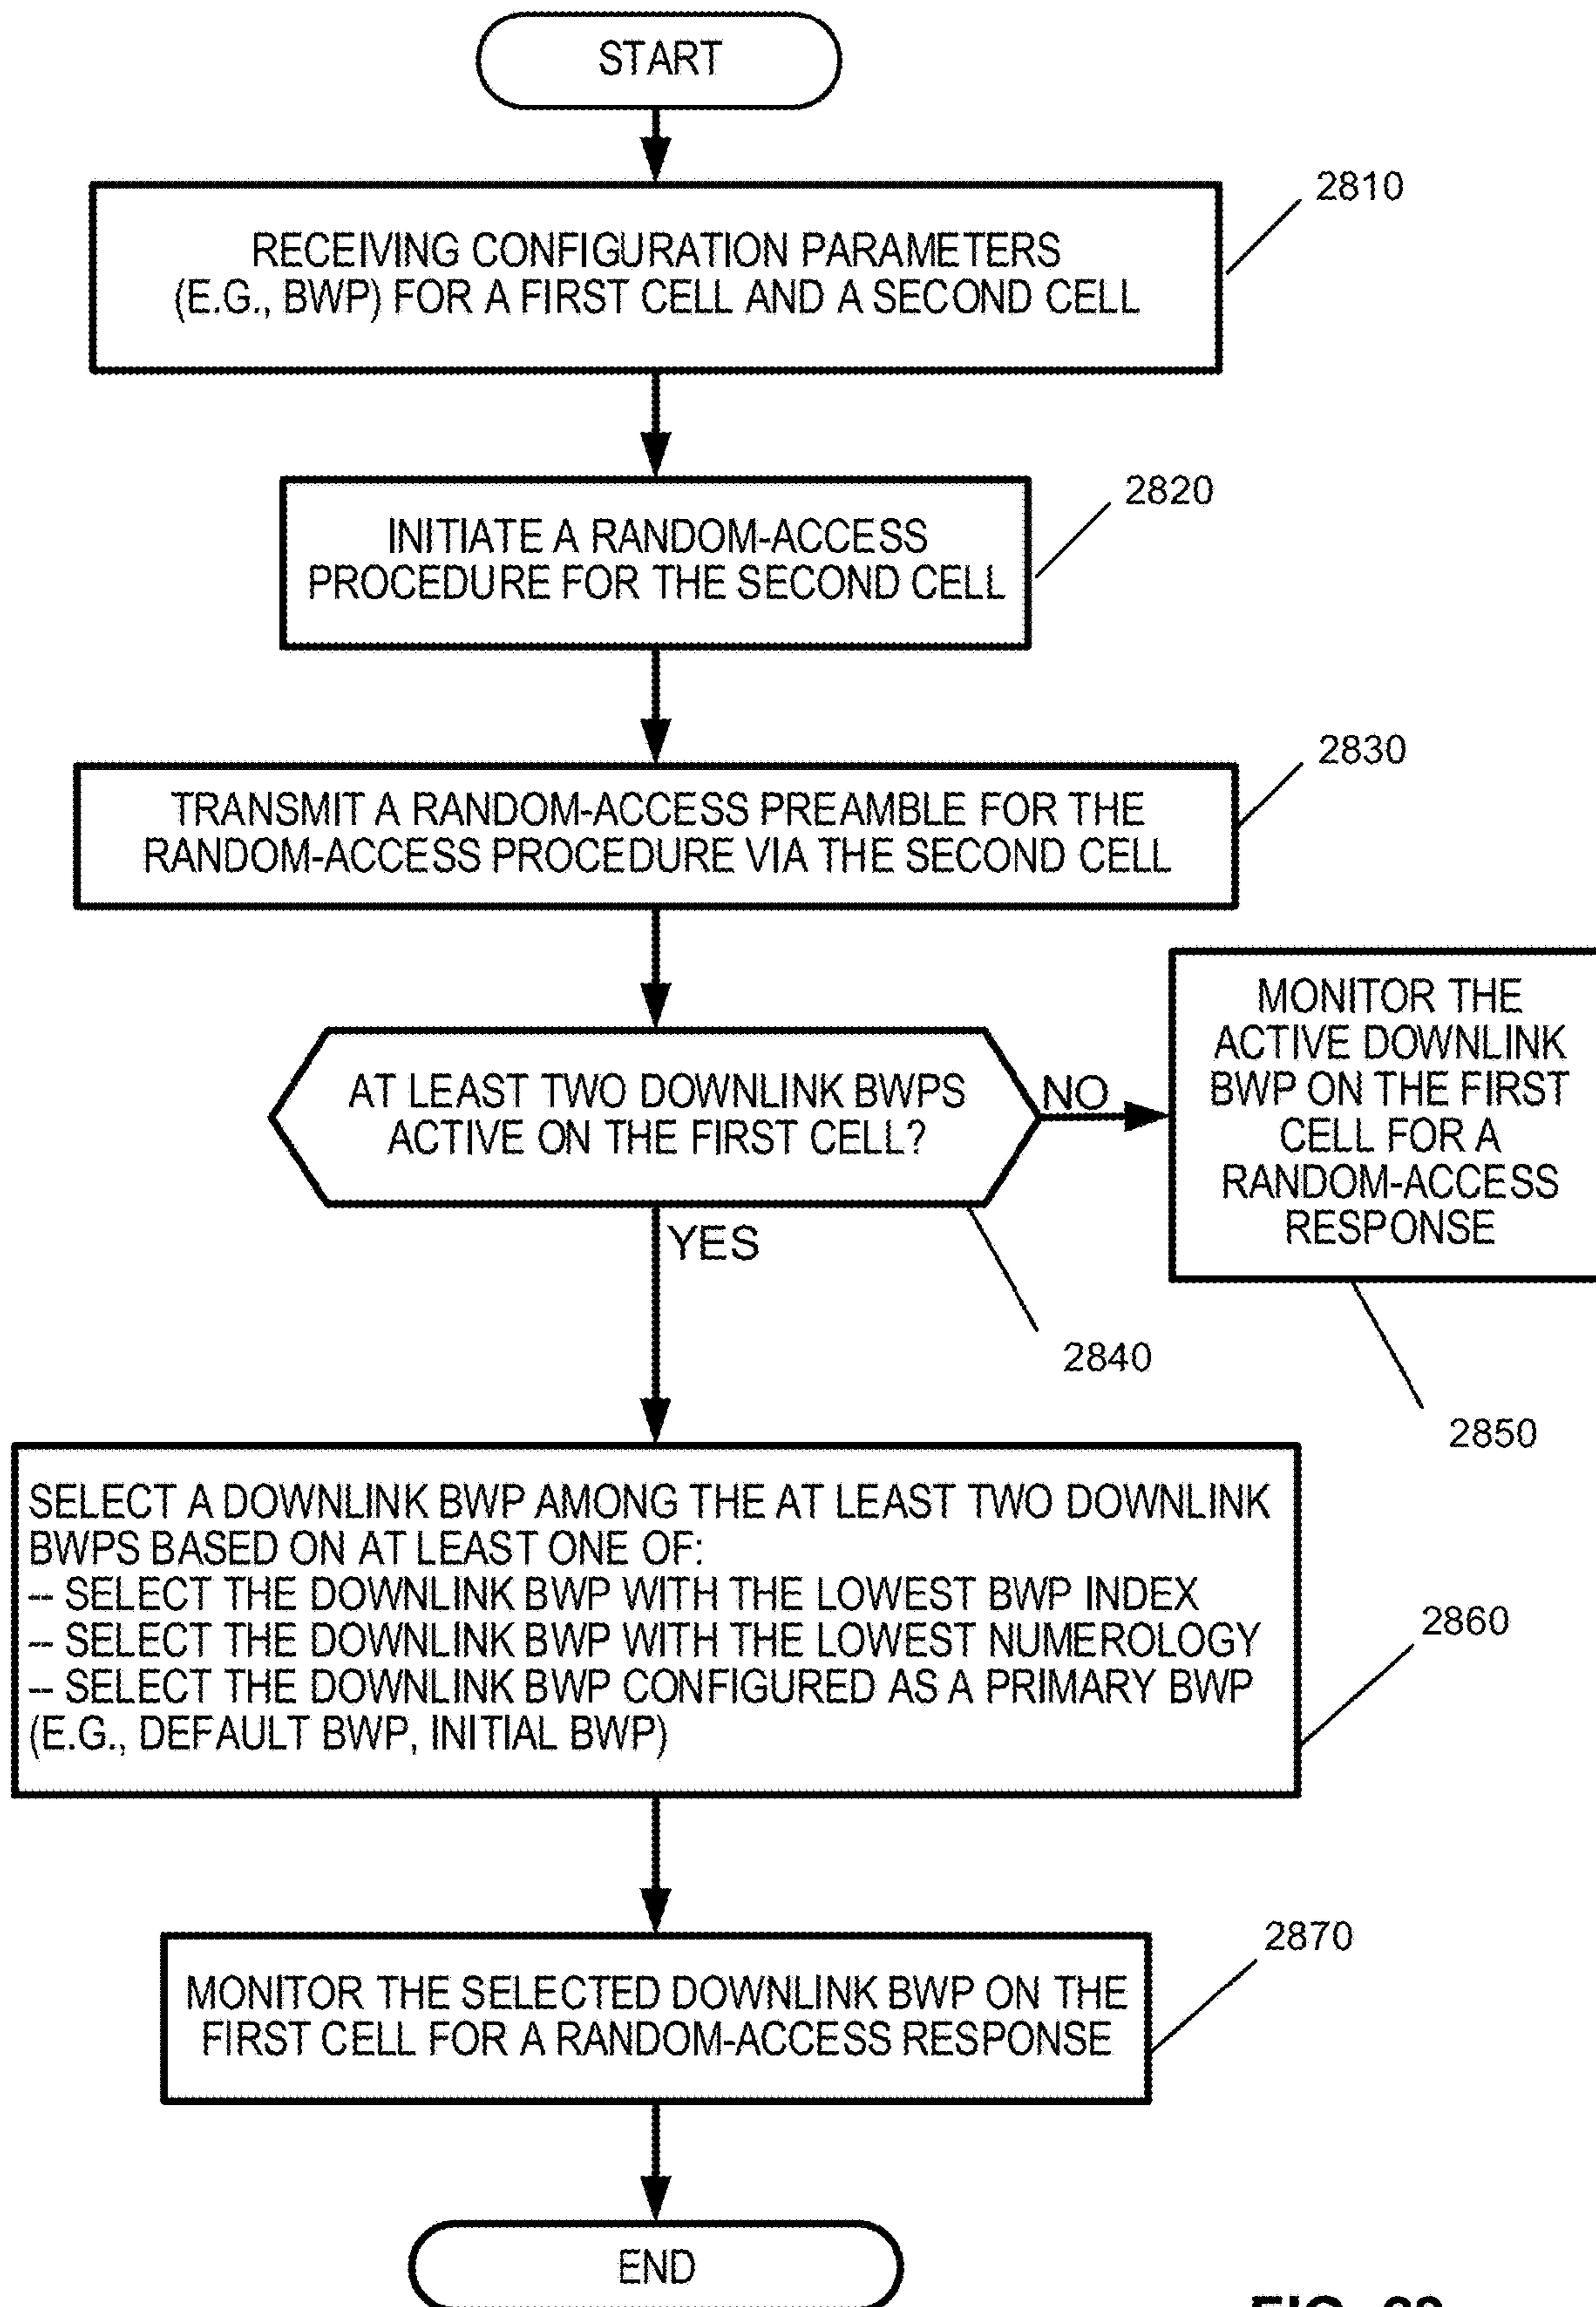 START
2810
RECEIVING CONFIGURATION PARAMETERS
(E.G., BWP) FOR A FIRST CELL AND A SECOND CELL
2820
INITIATE A RANDOM-ACCESS
PROCEDURE FOR THE SECOND CELL
2830
TRANSMIT A RANDOM-ACCESS PREAMBLE FOR THE
RANDOM-ACCESS PROCEDURE VIA THE SECOND CELL
AT LEAST TWO DOWNLINK BWPS
ACTIVE ON THE FIRST CELL?
NO
MONITOR THE
ACTIVE DOWNLINK
BWP ON THE FIRST
CELL FOR A
RANDOM-ACCESS
RESPONSE
YES
2840
2850
SELECT A DOWNLINK BWP AMONG THE AT LEAST TWO DOWNLINK
BWPS BASED ON AT LEAST ONE OF:
-- SELECT THE DOWNLINK BWP WITH THE LOWEST BWP INDEX
-- SELECT THE DOWNLINK BWP WITH THE LOWEST NUMEROLOGY
-- SELECT THE DOWNLINK BWP CONFIGURED AS A PRIMARY BWP
(E.G., DEFAULT BWP, INITIAL BWP)
2860
2870
MONITOR THE SELECTED DOWNLINK BWP ON THE
FIRST CELL FOR A RANDOM-ACCESS RESPONSE
END